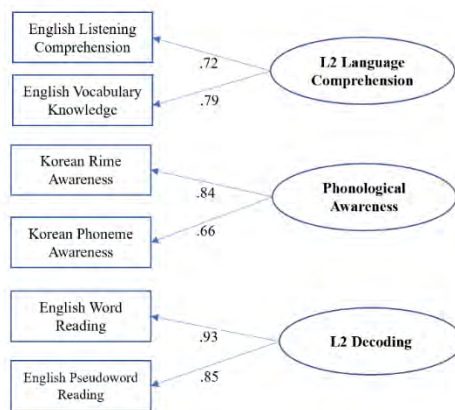 English Listening
Comprehension
.72
L2 Language
Comprehension
English Vocabulary
Knowledge
.79
Korean Rime
Awareness
.84
Phonological
Awareness
Korean Phoneme
Awareness
.66
English Word
Reading
.93
L2 Decoding
English Pseudoword
Reading
.85